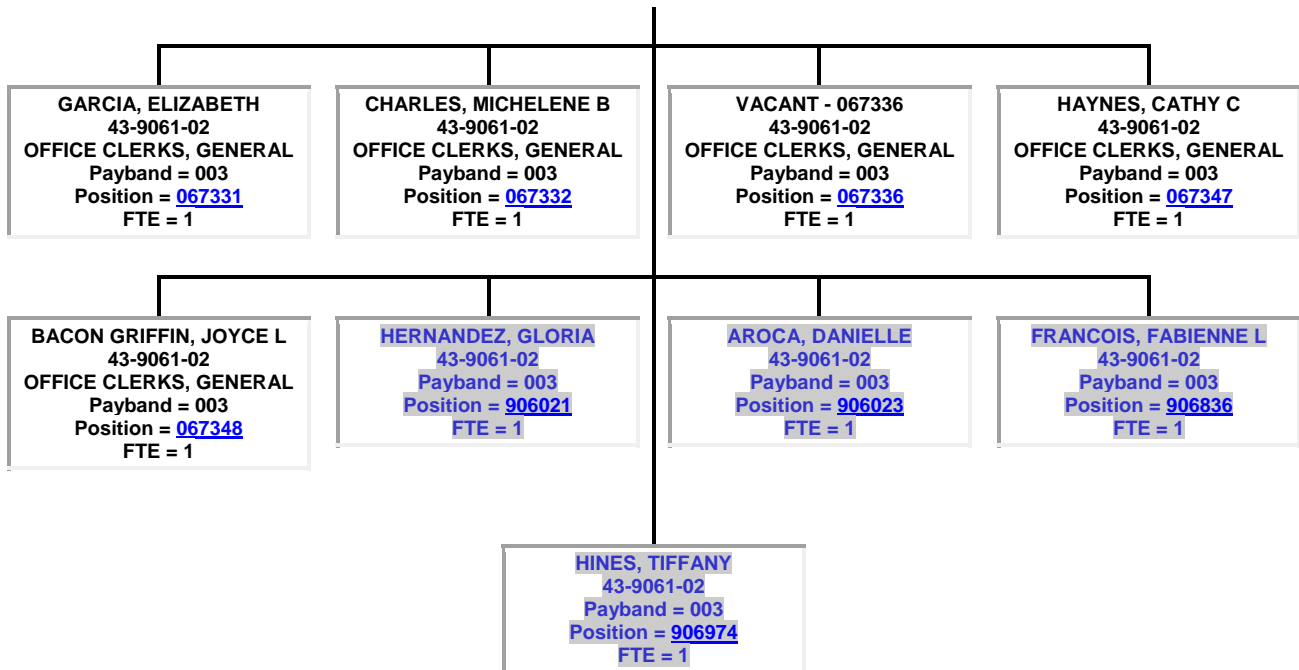 GARCIA, ELIZABETH
43-9061-02
OFFICE CLERKS, GENERAL
Payband = 003
Position = 067331
FTE = 1
CHARLES, MICHELENE B
43-9061-02
OFFICE CLERKS, GENERAL
Payband = 003
Position = 067332
FTE = 1
VACANT - 067336
43-9061-02
OFFICE CLERKS, GENERAL
Payband = 003
Position = 067336
FTE = 1
HAYNES, CATHY C
43-9061-02
OFFICE CLERKS, GENERAL
Payband = 003
Position = 067347
FTE = 1
BACON GRIFFIN, JOYCE L
43-9061-02
OFFICE CLERKS, GENERAL
Payband = 003
Position = 067348
FTE = 1
HERNANDEZ, GLORIA
43-9061-02
Payband = 003
Position = 906021
FTE = 1
AROCA, DANIELLE
43-9061-02
Payband = 003
Position = 906023
FTE = 1
FRANCOIS, FABIENNE L
43-9061-02
Payband = 003
Position = 906836
FTE = 1
HINES, TIFFANY
43-9061-02
Payband = 003
Position = 906974
FTE = 1